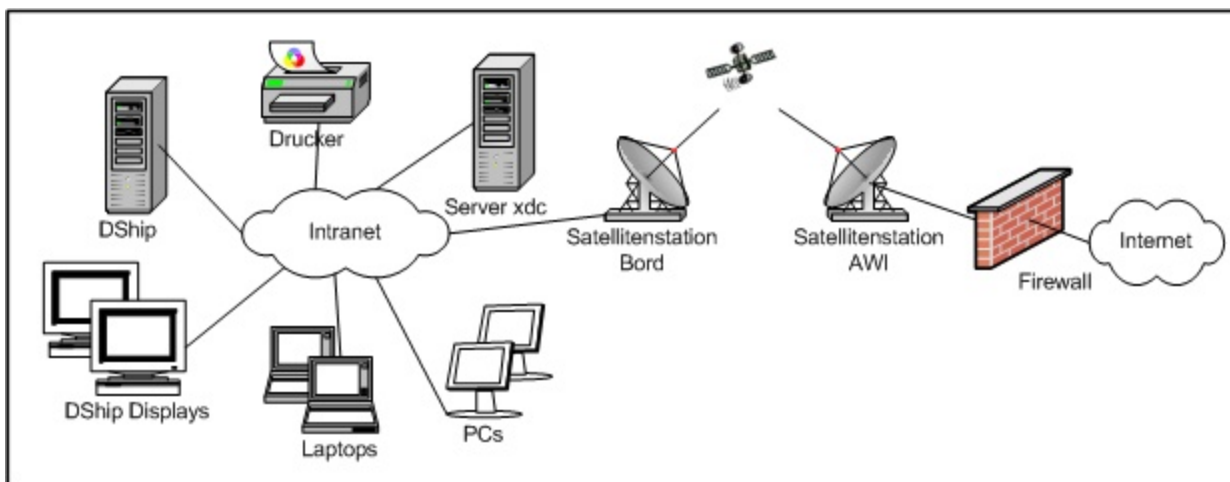 Drucker
DShip
Server xdc
Intranet
Satellitenstation
Bord
Satellitenstation
AWI
Internet
Firewall
DShip Displays
Laptops
PCs